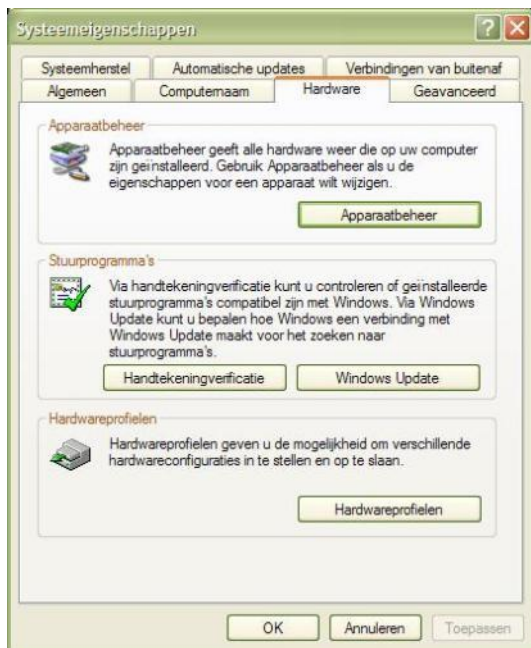 Systeemeigenschappen
Systeemherstel
Automatische updates
Verbindingen van buitenaf
Algemeen
Computernaam
Hardware
Geavanceerd
Apparaatbeheer
Apparaatbeheer geeft alle hardware weer die op uw computer
zijn geïnstalleerd. Gebruik Apparaatbeheer als u de
eigenschappen voor een apparaat wilt wijzigen.
Apparaatbeheer
Stuurprogramma's
Via handtekeningverificatie kunt u controleren of geïnstalleerde
stuurprogramma's compatibel zijn met Windows. Via Windows
Update kunt u bepalen hoe Windows een verbinding met
Windows Update maakt voor het zoeken naar
stuurprogramma's.
Handtekeningverificatie
Windows Update
Hardwareprofielen
Hardwareprofielen geven u de mogelijkheid om verschillende
hardwareconfiguraties in te stellen en op te slaan.
Hardwareprofielen
OK
Annuleren
Toepassen